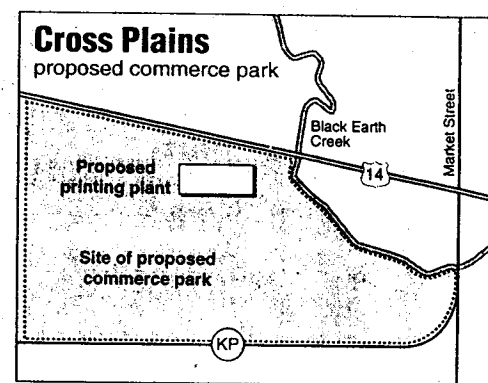 Cross Plains
proposed commerce park
Black Earth
Creek
Market Street
14
Proposed
printing plant
Site of proposed
commerce park
KP